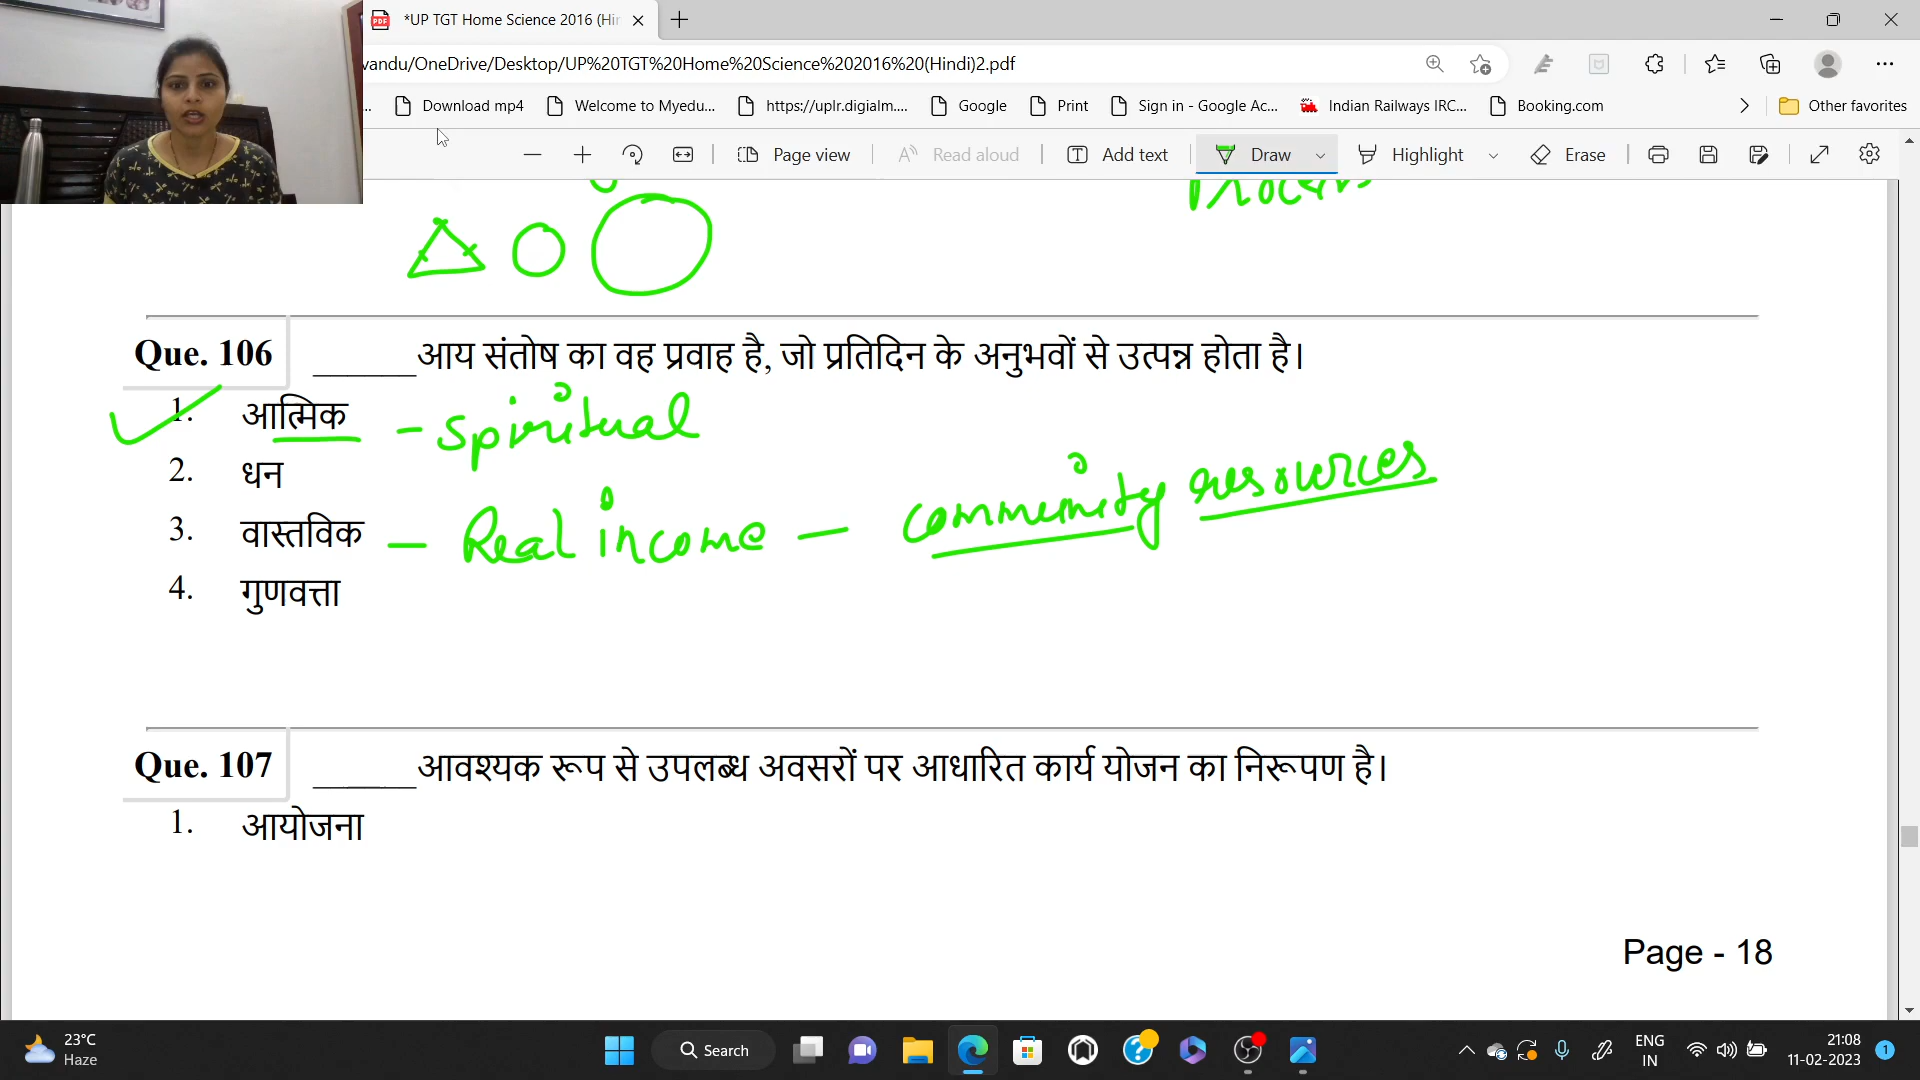 *UP TGT Home Science 2016 (Hin
vandu/OneDrive/Desktop/UP%20TGT%20Home%20Science%202016%20(Hindi)2.pdf
... Download mp4 Welcome to Myedu... https://uplr.digialm.... Google Print Sign in - Google Ac... Indian Railways IRC... Booking.com Other favorites
Page view Read aloud Add text Draw Highlight Erase
Que. 106 ______आय संतोष का वह प्रवाह है, जो प्रतिदिन के अनुभवों से उत्पन्न होता है।
1. आत्मिक - Spiritual
2. धन
3. वास्तविक - Real income - community resources
4. गुणवत्ता
Que. 107 ______आवश्यक रूप से उपलब्ध अवसरों पर आधारित कार्य योजन का निरूपण है।
1. आयोजना
Page - 18
23°C
Haze
Search
ENG
IN
21:08
11-02-2023
1